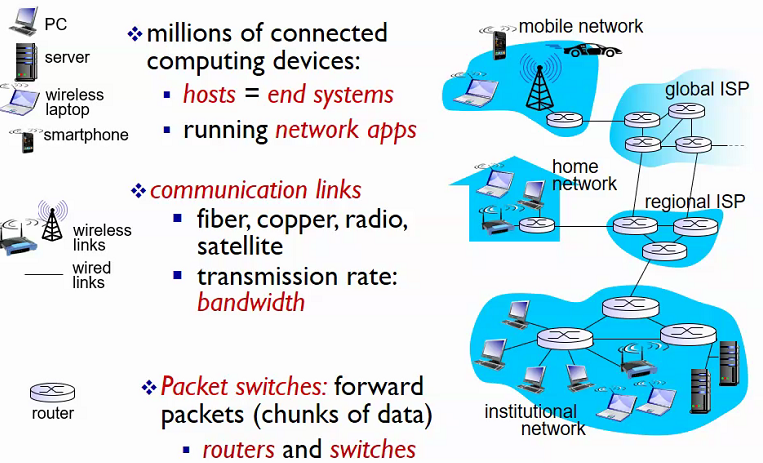 PC
server
wireless
laptop
smartphone
wireless
links
wired
links
router
❖millions of connected
computing devices:
▪ hosts = end systems
▪ running network apps
❖communication links
▪ fiber, copper, radio,
satellite
▪ transmission rate:
bandwidth
❖Packet switches: forward
packets (chunks of data)
▪ routers and switches
mobile network
global ISP
home
network
regional ISP
institutional
network